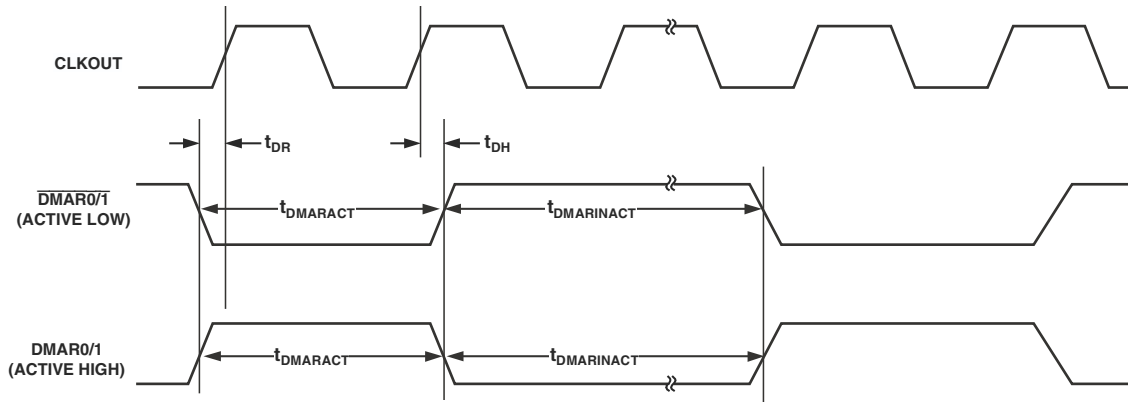 CLKOUT
tDR
tDH
DMAR0/1
(ACTIVE LOW)
tDMARACT
tDMARINACT
DMAR0/1
(ACTIVE HIGH)
tDMARACT
tDMARINACT